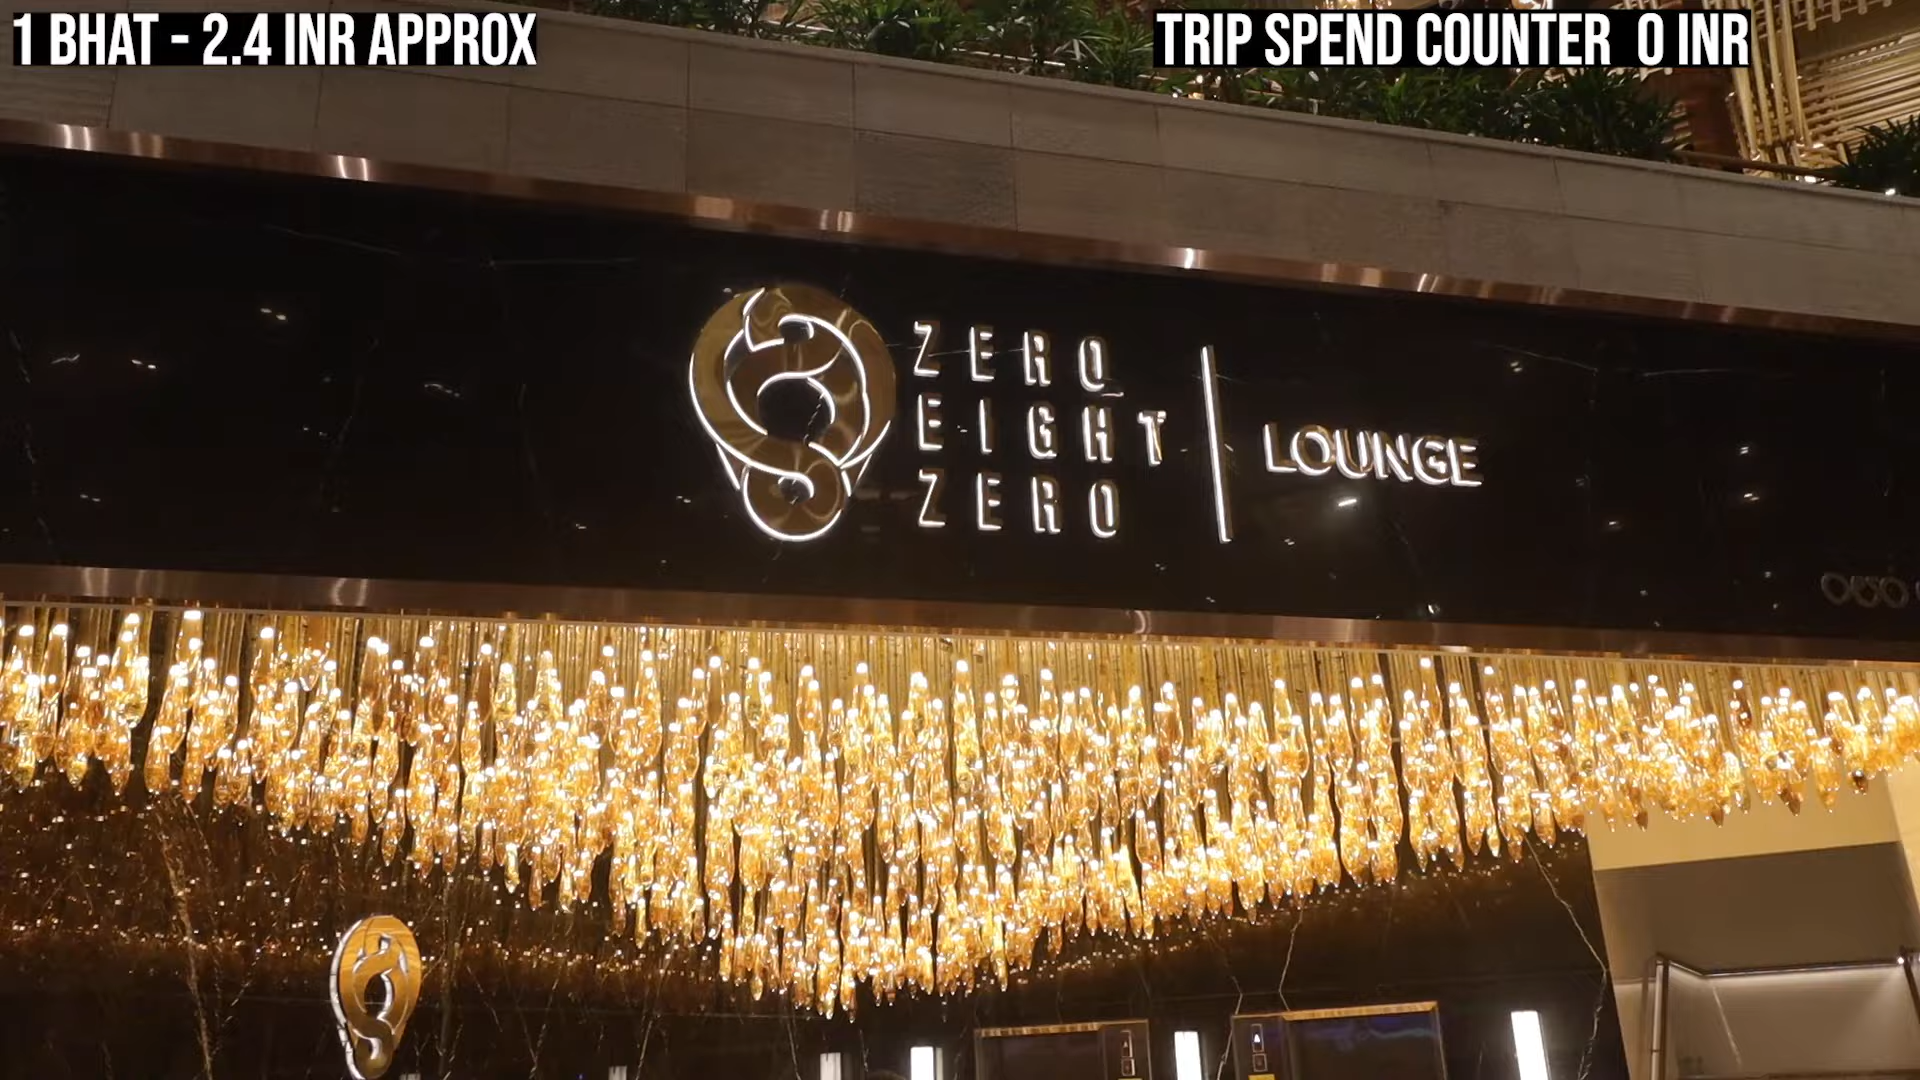 1 BHAT - 2.4 INR APPROX
TRIP SPEND COUNTER 0 INR
ZERO
EIGHT
ZERO
LOUNGE